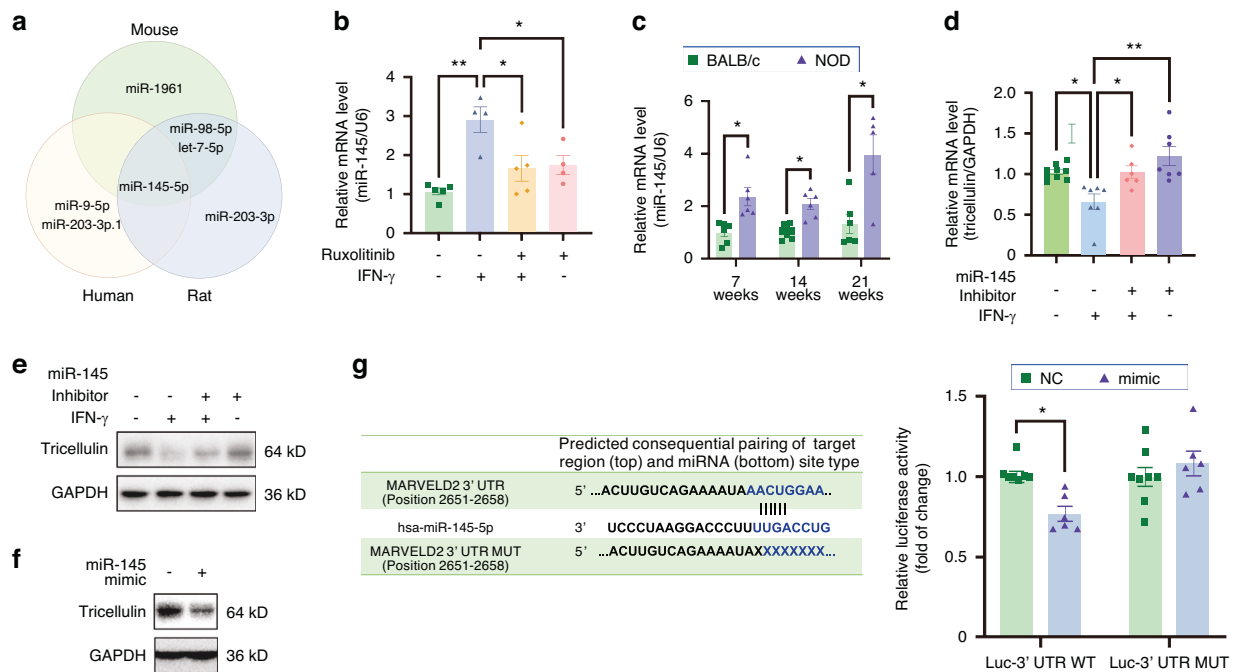 a
Mouse
miR-1961
miR-98-5p
let-7-5p
miR-145-5p
miR-9-5p
miR-203-3p.1
miR-203-3p
Human
Rat
b
Relative mRNA level
(miR-145/U6)
4
3
2
1
0
**
*
*
Ruxolitinib - - + +
IFN-γ - + + -
c
BALB/c
NOD
Relative mRNA level
(miR-145/U6)
6
4
2
0
*
*
*
7
weeks
14
weeks
21
weeks
d
Relative mRNA level
(tricellulin/GAPDH)
2.0
1.5
1.0
0.5
0
*
*
**
miR-145
Inhibitor - - + +
IFN-γ - + + -
e
miR-145
Inhibitor - - + +
IFN-γ - + + -
Tricellulin 64 kD
GAPDH 36 kD
f
miR-145
mimic - +
Tricellulin 64 kD
GAPDH 36 kD
g
Predicted consequential pairing of target
region (top) and miRNA (bottom) site type
MARVELD2 3' UTR
(Position 2651-2658)
5' ...ACUUGUCAGAAAAUAAACUGGAA..
hsa-miR-145-5p 3' UCCCUAAGGACCCUUUUGACCUG
MARVELD2 3' UTR MUT
(Position 2651-2658)
5' ...ACUUGUCAGAAAAUAXXXXXXXX...
NC
mimic
Relative luciferase activity
(fold of change)
1.5
1.0
0.5
0
*
Luc-3' UTR WT
Luc-3' UTR MUT